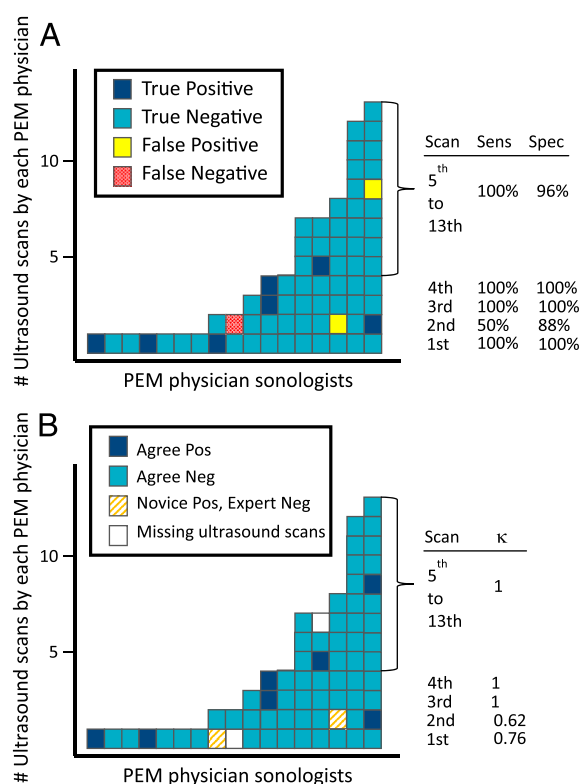 A
# Ultrasound scans by each PEM physician
True Positive
True Negative
False Positive
False Negative
10
5
PEM physician sonologists
Scan Sens Spec
5th to 13th 100% 96%
4th 100% 100%
3rd 100% 100%
2nd 50% 88%
1st 100% 100%
B
# Ultrasound scans by each PEM physician
Agree Pos
Agree Neg
Novice Pos, Expert Neg
Missing ultrasound scans
10
5
PEM physician sonologists
Scan κ
5th to 13th 1
4th 1
3rd 1
2nd 0.62
1st 0.76